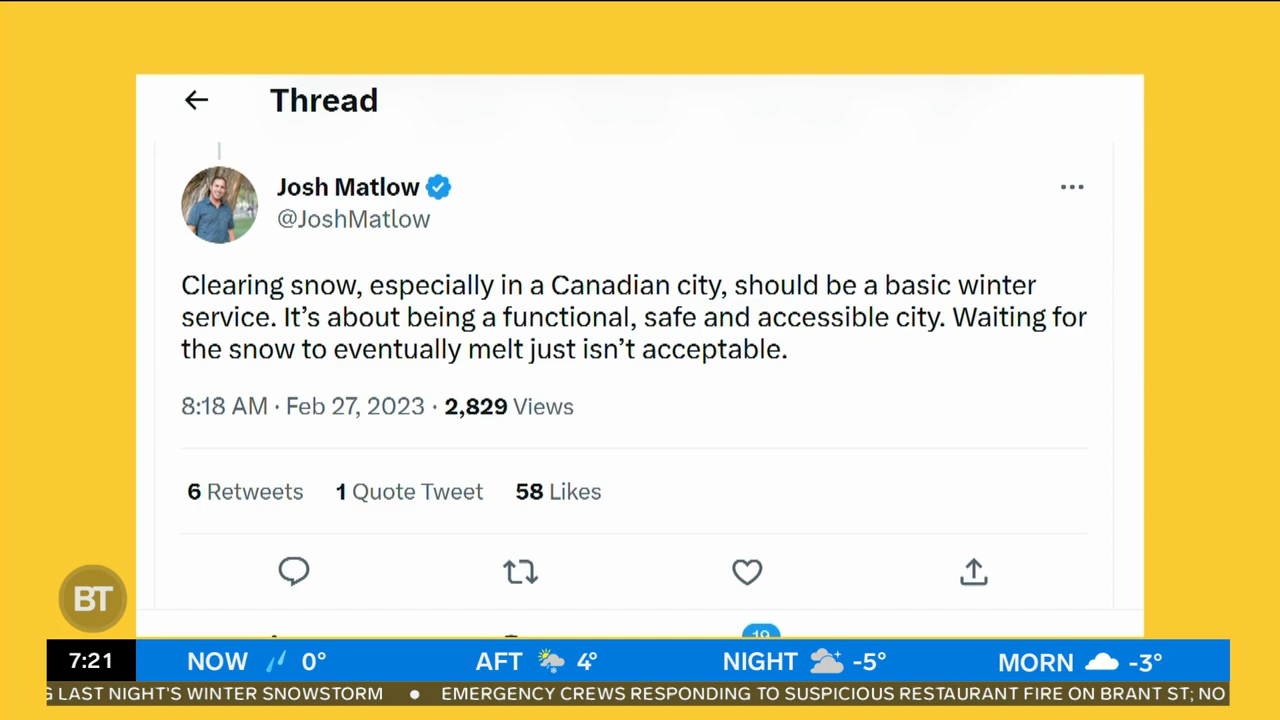 Thread
Josh Matlow
@JoshMatlow
Clearing snow, especially in a Canadian city, should be a basic winter
service. It’s about being a functional, safe and accessible city. Waiting for
the snow to eventually melt just isn’t acceptable.
8:18 AM · Feb 27, 2023 · 2,829 Views
6 Retweets 1 Quote Tweet 58 Likes
BT
19
7:21 NOW 0° AFT 4° NIGHT -5° MORN -3°
G LAST NIGHT'S WINTER SNOWSTORM ● EMERGENCY CREWS RESPONDING TO SUSPICIOUS RESTAURANT FIRE ON BRANT ST; NO